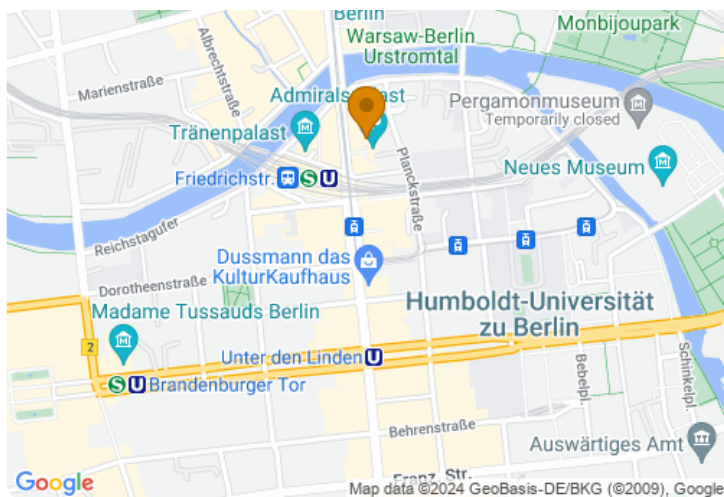 Berlin
Monbijoupark
Warsaw-Berlin
Urstromtal
Albrechtstraße
Marienstraße
Admiralspalast
Pergamonmuseum
Temporarily closed
Tränenpalast
Planckstraße
Neues Museum
Friedrichstr. S U
Reichstagufer
Dussmann das
KulturKaufhaus
Dorotheenstraße
Humboldt-Universität
zu Berlin
Madame Tussauds Berlin
2
Unter den Linden U
S U Brandenburger Tor
Bebelpl.
Schinkelpl.
Behrenstraße
Auswärtiges Amt
Franz. Str.
Google
Map data ©2024 GeoBasis-DE/BKG (©2009), Google